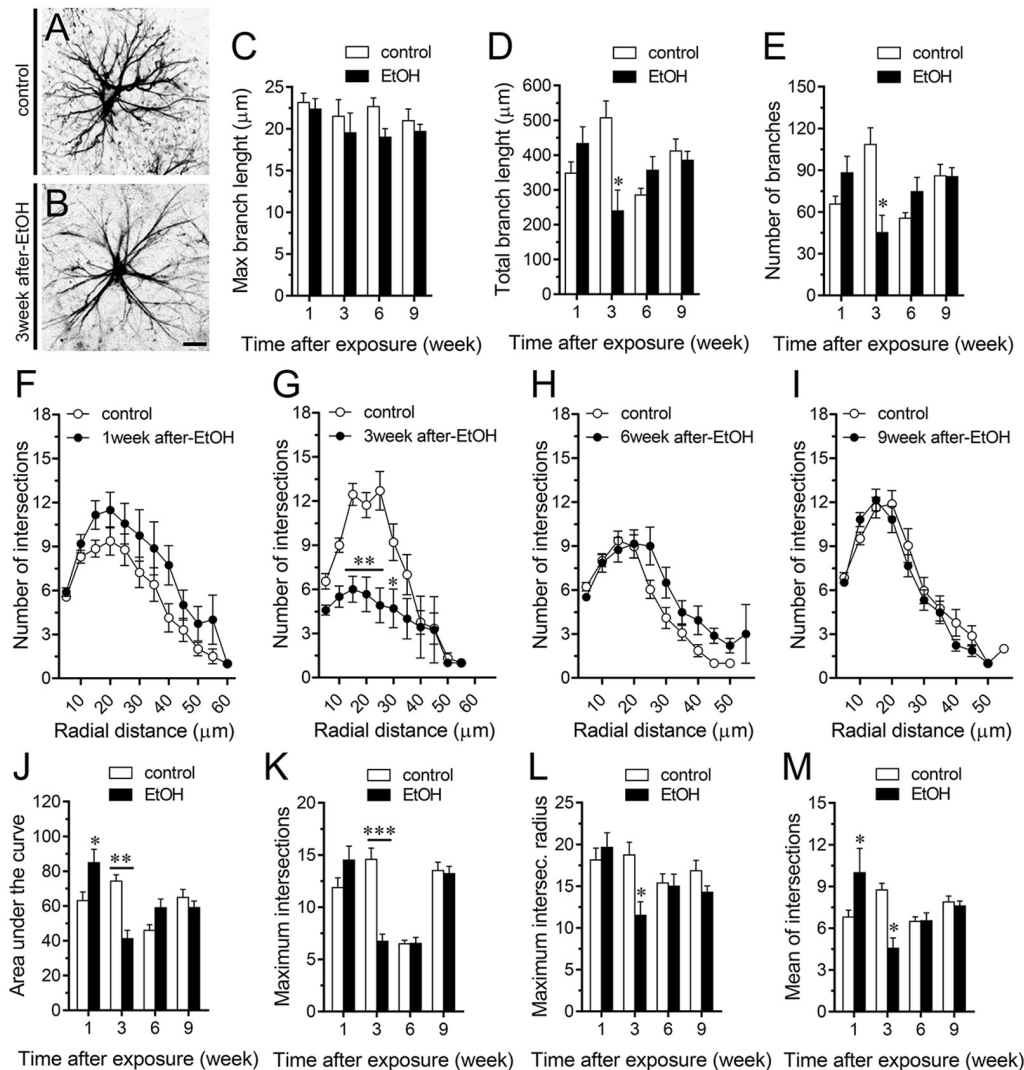 A
control
B
3week after-EtOH
C
control
EtOH
Max branch lenght (μm)
25
20
15
10
5
0
1 3 6 9
Time after exposure (week)
D
control
EtOH
Total branch lenght (μm)
600
500
400
300
200
100
0
*
1 3 6 9
Time after exposure (week)
E
control
EtOH
Number of branches
150
120
90
60
30
0
*
1 3 6 9
Time after exposure (week)
F
control
1week after-EtOH
Number of intersections
18
15
12
9
6
3
0
10 20 30 40 50 60
Radial distance (μm)
G
control
3week after-EtOH
Number of intersections
18
15
12
9
6
3
0
**
*
10 20 30 40 50 60
Radial distance (μm)
H
control
6week after-EtOH
Number of intersections
18
15
12
9
6
3
0
10 20 30 40 50
Radial distance (μm)
I
control
9week after-EtOH
Number of intersections
18
15
12
9
6
3
0
10 20 30 40 50
Radial distance (μm)
J
control
EtOH
Area under the curve
120
100
80
60
40
20
0
* **
1 3 6 9
Time after exposure (week)
K
control
EtOH
Maximum intersections
20
15
10
5
0
***
1 3 6 9
Time after exposure (week)
L
control
EtOH
Maximum intersec. radius
25
20
15
10
5
0
*
1 3 6 9
Time after exposure (week)
M
control
EtOH
Mean of intersections
15
12
9
6
3
0
* *
1 3 6 9
Time after exposure (week)